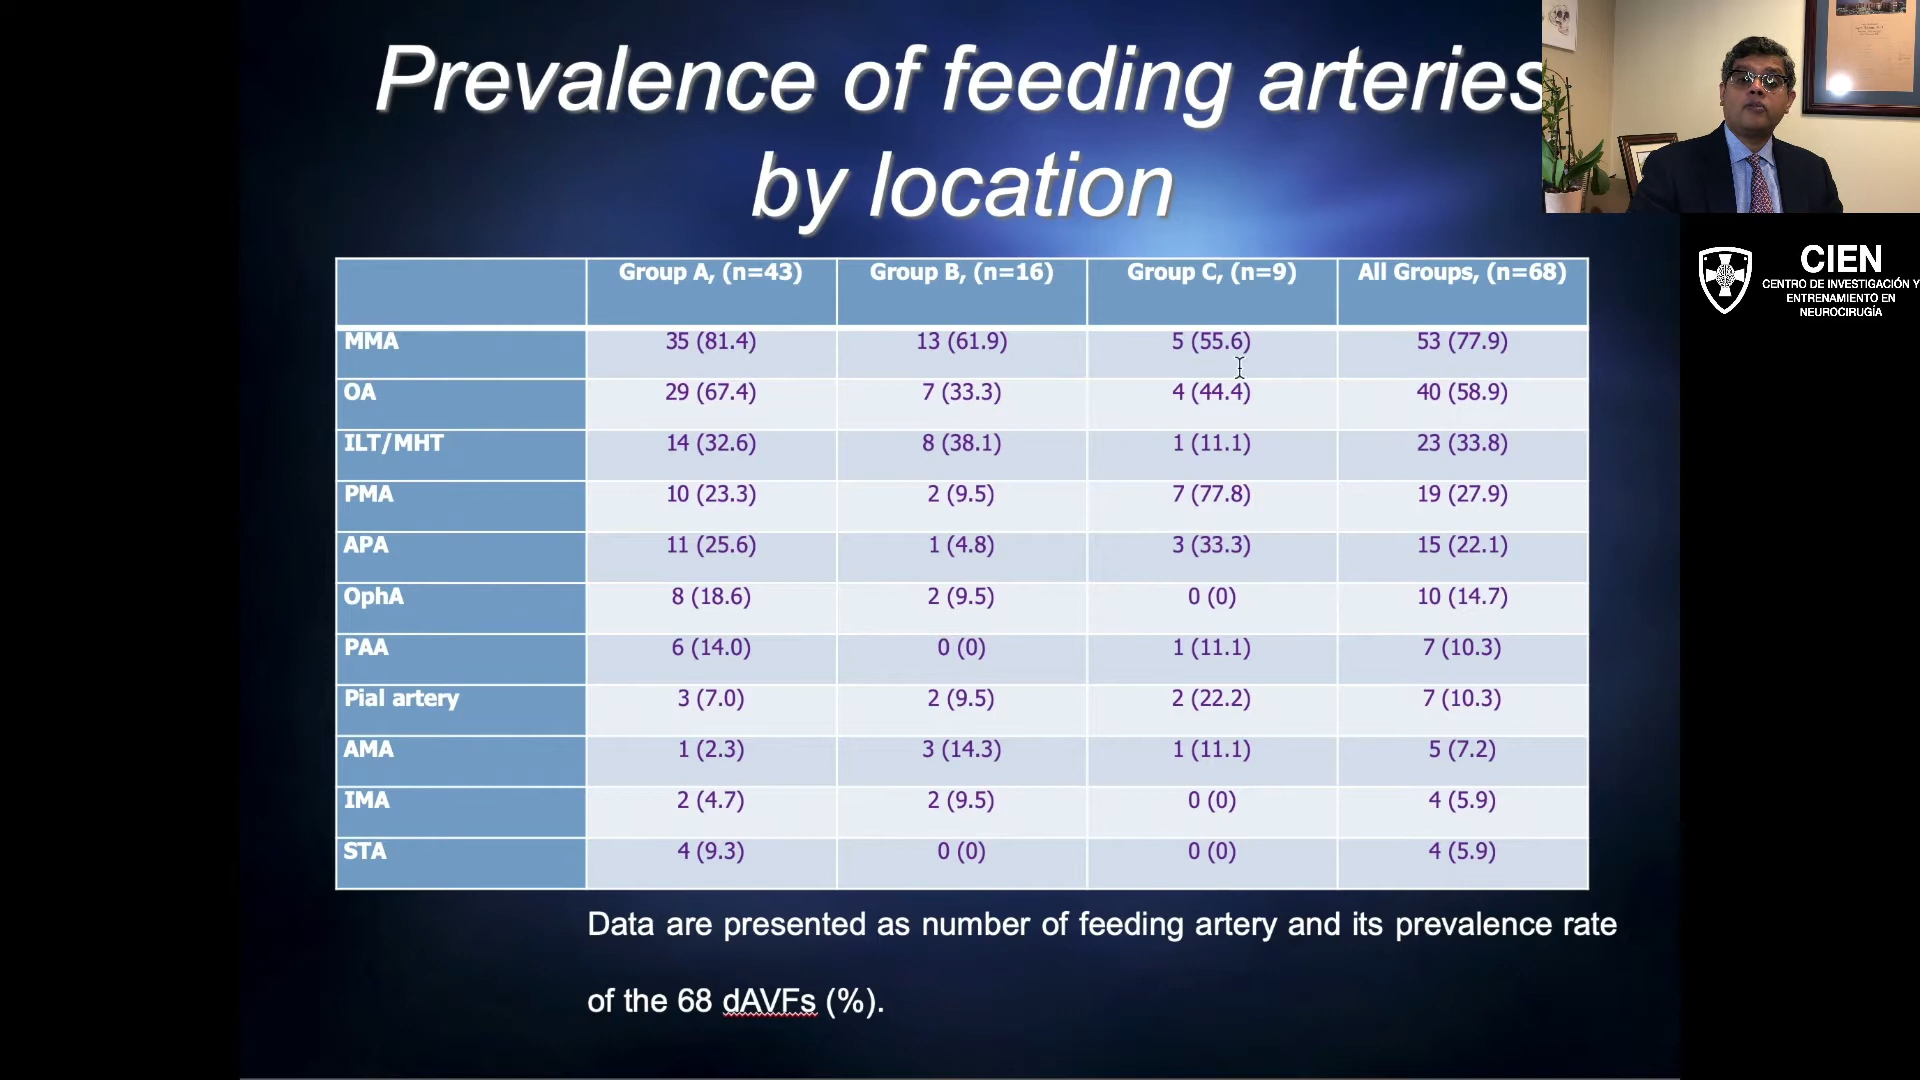 Prevalence of feeding arteries
by location
Group A, (n=43) Group B, (n=16) Group C, (n=9) All Groups, (n=68)
MMA 35 (81.4) 13 (61.9) 5 (55.6) 53 (77.9)
OA 29 (67.4) 7 (33.3) 4 (44.4) 40 (58.9)
ILT/MHT 14 (32.6) 8 (38.1) 1 (11.1) 23 (33.8)
PMA 10 (23.3) 2 (9.5) 7 (77.8) 19 (27.9)
APA 11 (25.6) 1 (4.8) 3 (33.3) 15 (22.1)
OphA 8 (18.6) 2 (9.5) 0 (0) 10 (14.7)
PAA 6 (14.0) 0 (0) 1 (11.1) 7 (10.3)
Pial artery 3 (7.0) 2 (9.5) 2 (22.2) 7 (10.3)
AMA 1 (2.3) 3 (14.3) 1 (11.1) 5 (7.2)
IMA 2 (4.7) 2 (9.5) 0 (0) 4 (5.9)
STA 4 (9.3) 0 (0) 0 (0) 4 (5.9)
Data are presented as number of feeding artery and its prevalence rate
of the 68 dAVFs (%).
CIEN
CENTRO DE INVESTIGACIÓN Y
ENTRENAMIENTO EN
NEUROCIRUGÍA